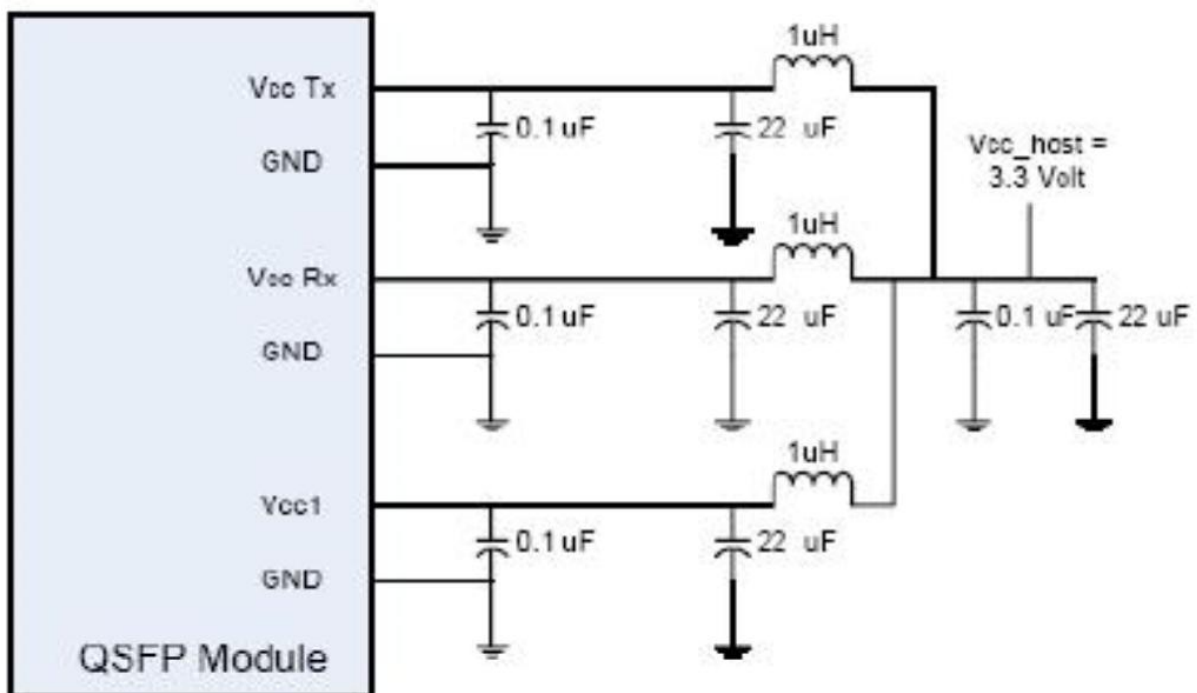 1uH
Vcc Tx
0.1 uF
22 uF
Vcc_host =
3.3 Volt
GND
1uH
Vcc Rx
0.1 uF
22 uF
0.1 uF
22 uF
GND
1uH
Vcc1
0.1 uF
22 uF
GND
QSFP Module